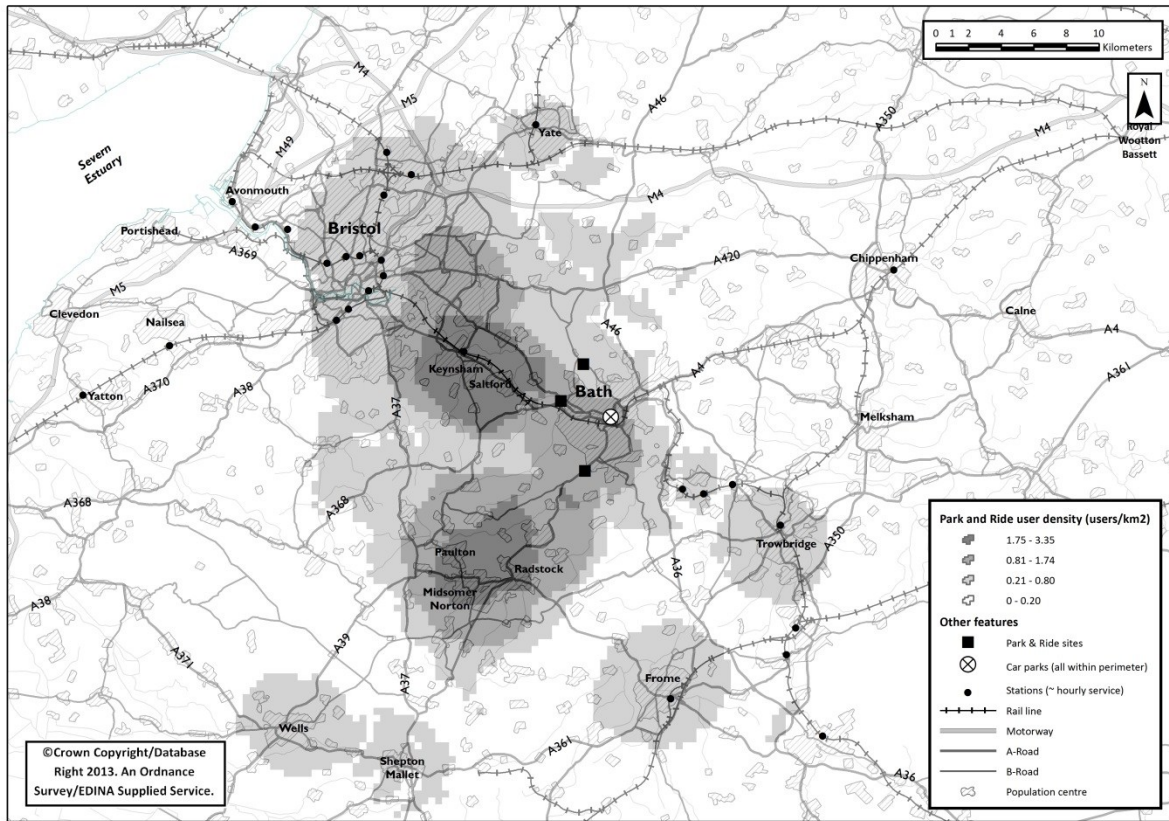 0 1 2 4 6 8 10
Kilometers
N
M4
M5
A46
A350
Yate
M4
Royal
Wootton
Bassett
M49
Severn
Estuary
M4
Avonmouth
Bristol
Portishead
A369
Chippenham
A420
M5
Clevedon
Nailsea
Calne
A46
A4
Keynesham
Saltford
A4
A361
A370
A38
Bath
Yatton
A37
Melksham
A368
A368
Park and Ride user density (users/km2)
1.75 - 3.35
0.81 - 1.74
0.21 - 0.80
0 - 0.20
Other features
Park & Ride sites
Car parks (all within perimeter)
Stations (~ hourly service)
Rail line
Motorway
A-Road
B-Road
Population centre
Trowbridge
A350
Paulton
Radstock
A36
Midsomer
Norton
A38
A39
A371
A37
Frome
Wells
Shepton
Mallet
A361
A36
©Crown Copyright/Database
Right 2013. An Ordnance
Survey/EDINA Supplied Service.